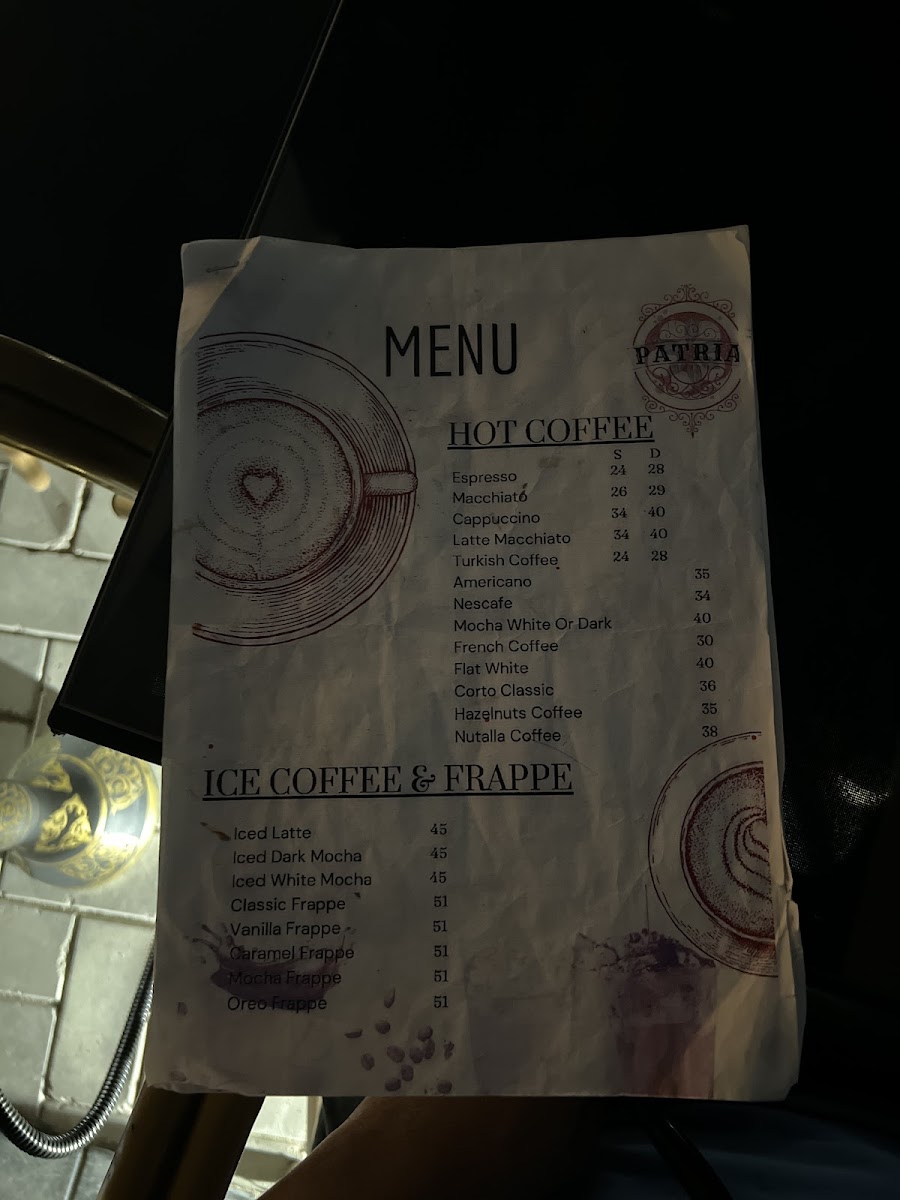 MENU
PATRIA
HOT COFFEE
S D
Espresso 24 28
Macchiato 26 29
Cappuccino 34 40
Latte Macchiato 34 40
Turkish Coffee 24 28
Americano 35
Nescafe 34
Mocha White Or Dark 40
French Coffee 30
Flat White 40
Corto Classic 36
Hazelnuts Coffee 35
Nutalla Coffee 38
ICE COFFEE & FRAPPE
Iced Latte 45
Iced Dark Mocha 45
Iced White Mocha 45
Classic Frappe 51
Vanilla Frappe 51
Caramel Frappe 51
Mocha Frappe 51
Oreo Frappe 51